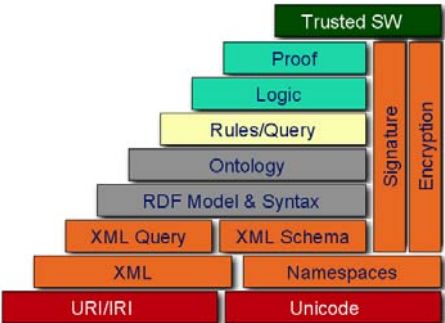 Trusted SW
Proof
Logic
Rules/Query
Ontology
RDF Model & Syntax
XML Query XML Schema
XML Namespaces
URI/IRI Unicode
Signature
Encryption